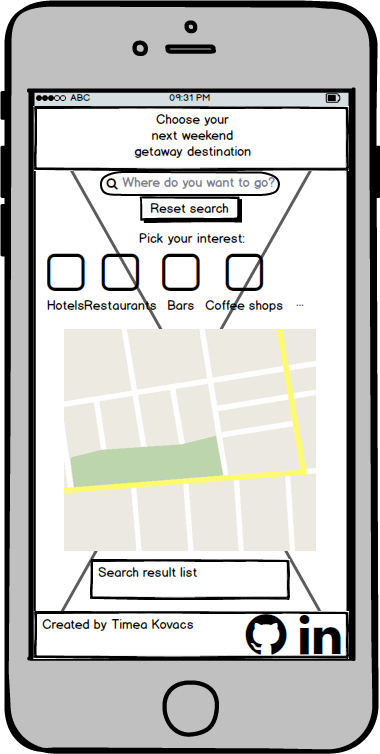 ABC 09:31 PM
Choose your
next weekend
getaway destination
Where do you want to go?
Reset search
Pick your interest:
Hotels Restaurants Bars Coffee shops ...
Search result list
Created by Timea Kovacs in